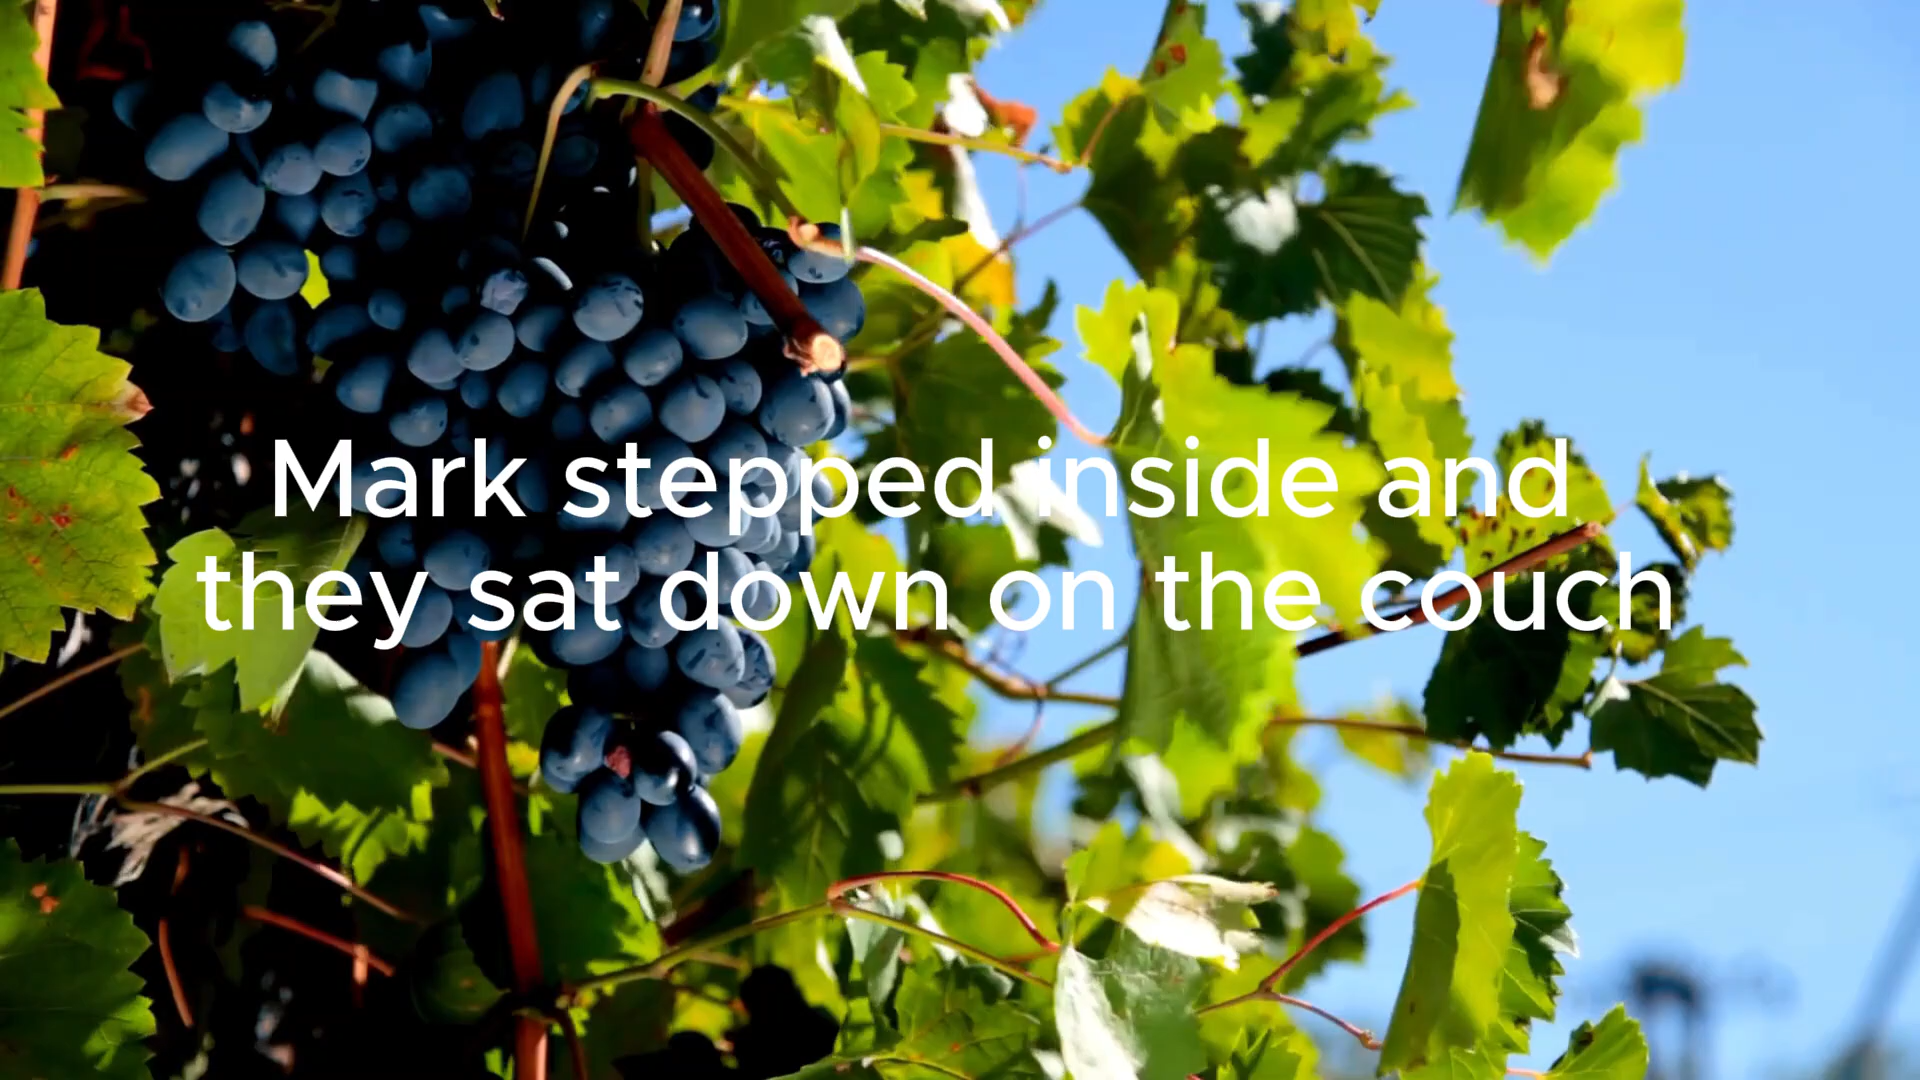 Mark stepped inside and
they sat down on the couch